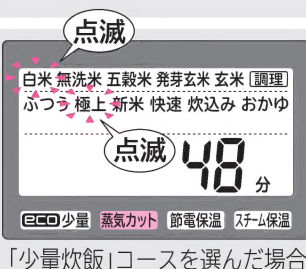 点滅
白米 無洗米 五穀米 発芽玄米 玄米 調理
ふつう 極上 新米 快速 炊込み おかゆ
点滅
48分
eco少量 蒸気カット 節電保温 スチーム保温
「少量炊飯」コースを選んだ場合